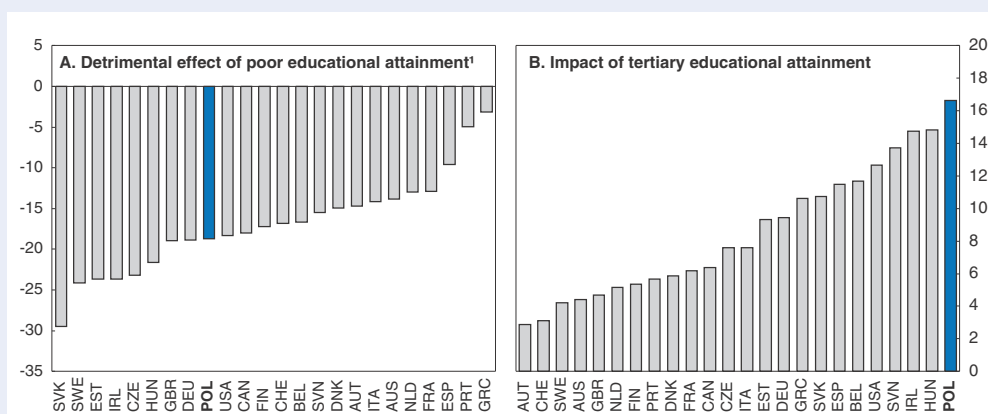 A. Detrimental effect of poor educational attainment¹
5
0
-5
-10
-15
-20
-25
-30
-35
SVK
SWE
EST
IRL
CZE
HUN
GBR
DEU
POL
USA
CAN
FIN
CHE
BEL
SVN
DNK
AUT
ITA
AUS
NLD
FRA
ESP
PRT
GRC
B. Impact of tertiary educational attainment
20
18
16
14
12
10
8
6
4
2
0
AUT
CHE
SWE
AUS
GBR
NLD
FIN
PRT
DNK
FRA
CAN
CZE
ITA
EST
DEU
GRC
SVK
ESP
BEL
USA
SVN
IRL
HUN
POL